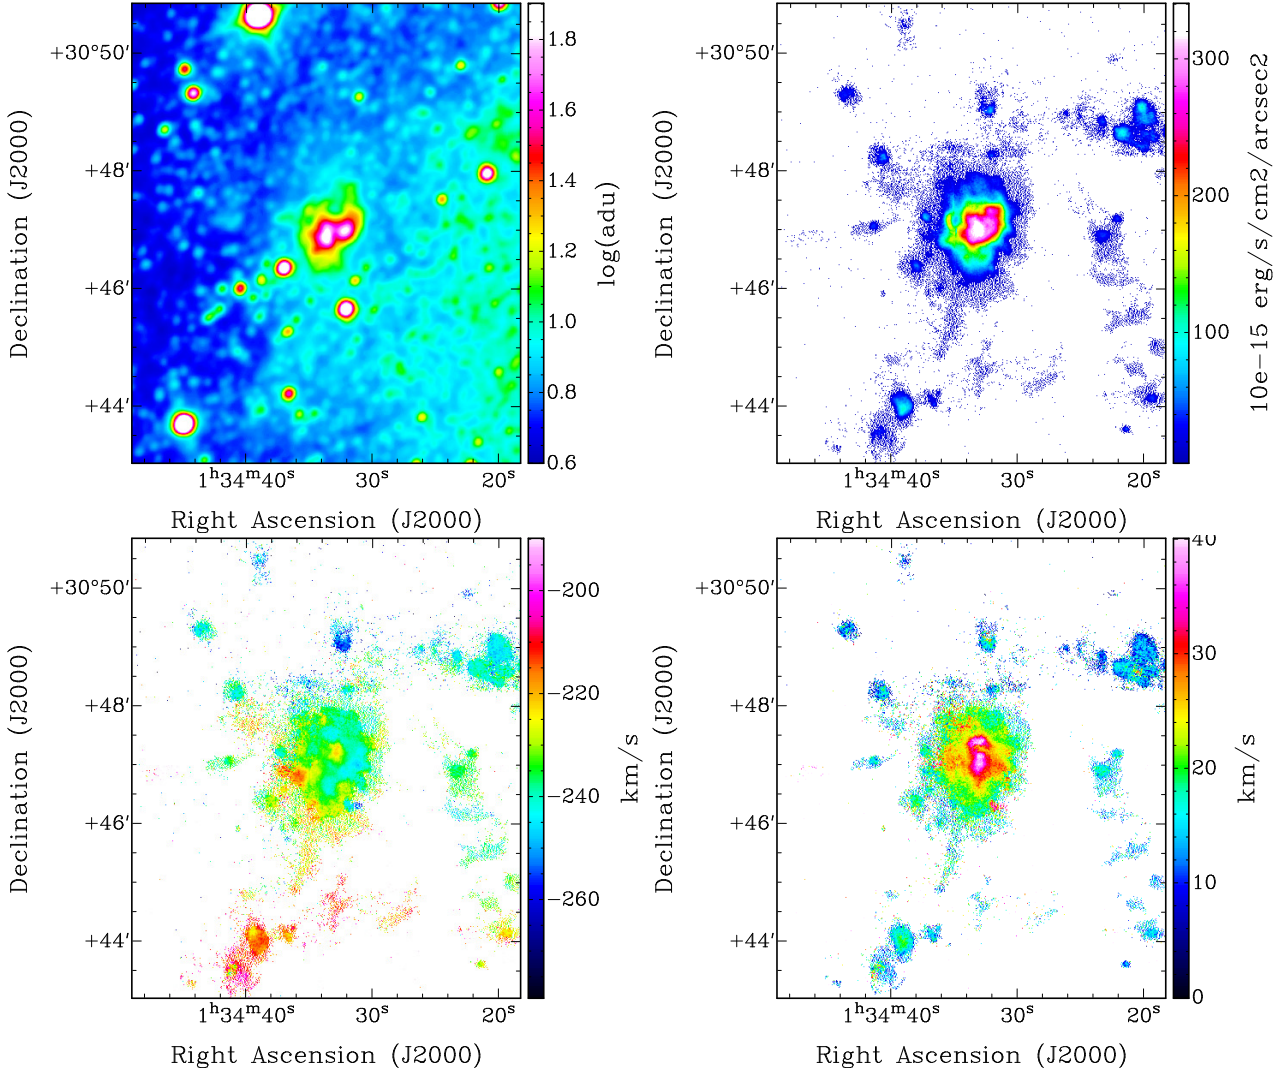 +30°50′
+48′
+46′
+44′
1ʰ34ᵐ40ˢ 30ˢ 20ˢ
Right Ascension (J2000)
Declination (J2000)
1.8
1.6
1.4
1.2
1.0
0.8
0.6
log(adu)
+30°50′
+48′
+46′
+44′
1ʰ34ᵐ40ˢ 30ˢ 20ˢ
Right Ascension (J2000)
Declination (J2000)
300
200
100
10e−15 erg/s/cm2/arcsec2
+30°50′
+48′
+46′
+44′
1ʰ34ᵐ40ˢ 30ˢ 20ˢ
Right Ascension (J2000)
Declination (J2000)
−200
−220
−240
−260
km/s
+30°50′
+48′
+46′
+44′
1ʰ34ᵐ40ˢ 30ˢ 20ˢ
Right Ascension (J2000)
Declination (J2000)
40
30
20
10
0
km/s